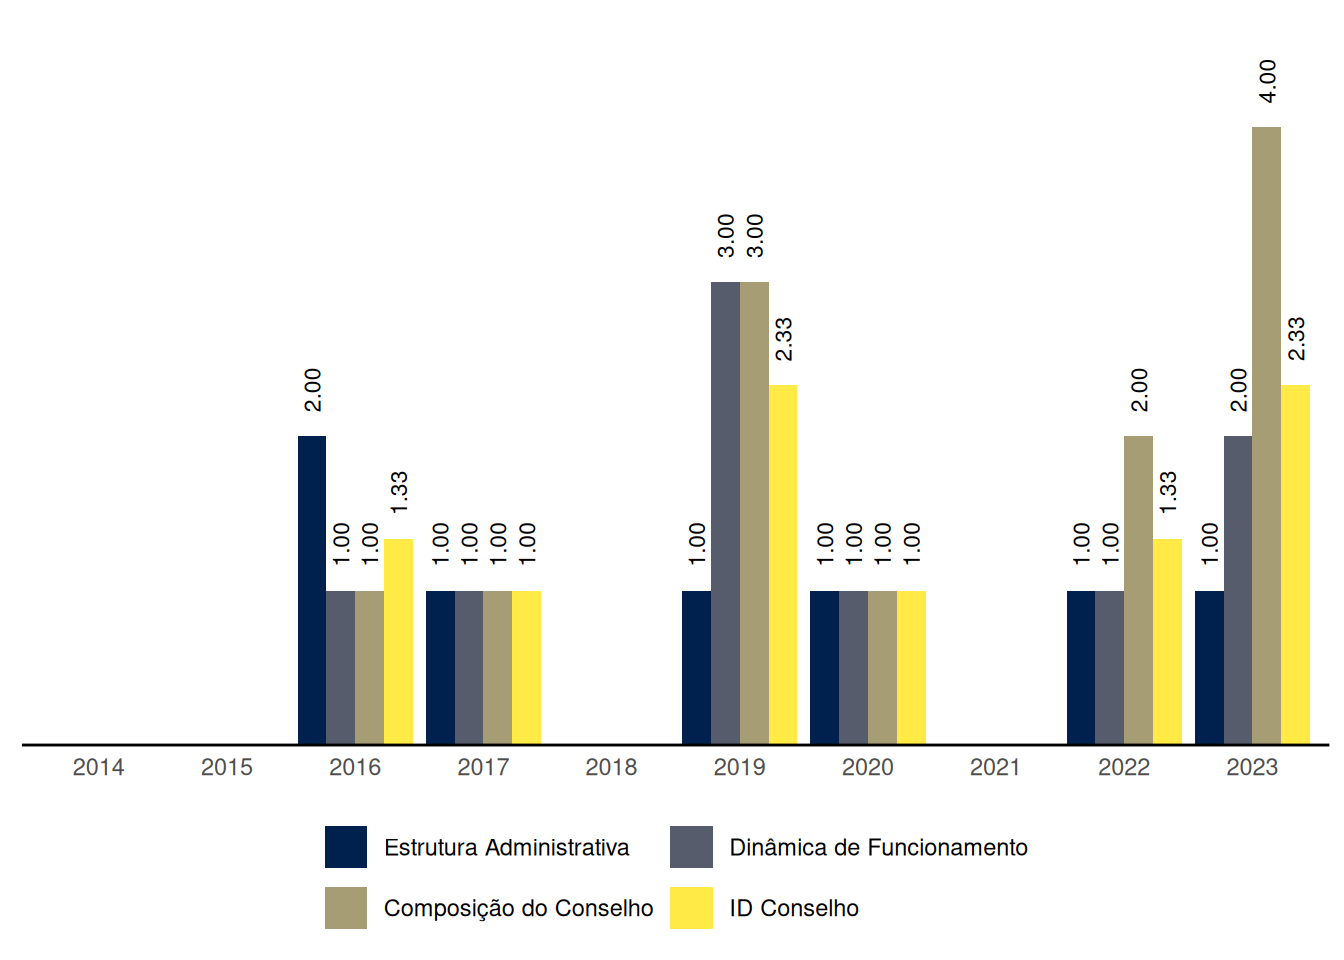 4.00
3.00 3.00
2.33 2.33
2.00 2.00 2.00
1.33 1.33
1.00 1.00 1.00 1.00 1.00 1.00 1.00 1.00 1.00 1.00 1.00 1.00 1.00 1.00
2014 2015 2016 2017 2018 2019 2020 2021 2022 2023
Estrutura Administrativa Dinâmica de Funcionamento
Composição do Conselho ID Conselho